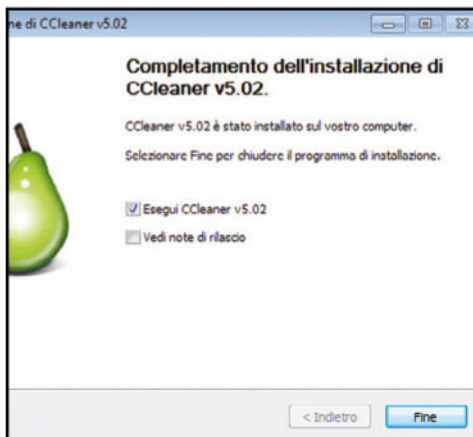 ne di CCleaner v5.02
Completamento dell'installazione di
CCleaner v5.02.
CCleaner v5.02 è stato installato sul vostro computer.
Selezionare Fine per chiudere il programma di installazione.
Esegui CCleaner v5.02
Vedi note di rilascio
< Indietro
Fine